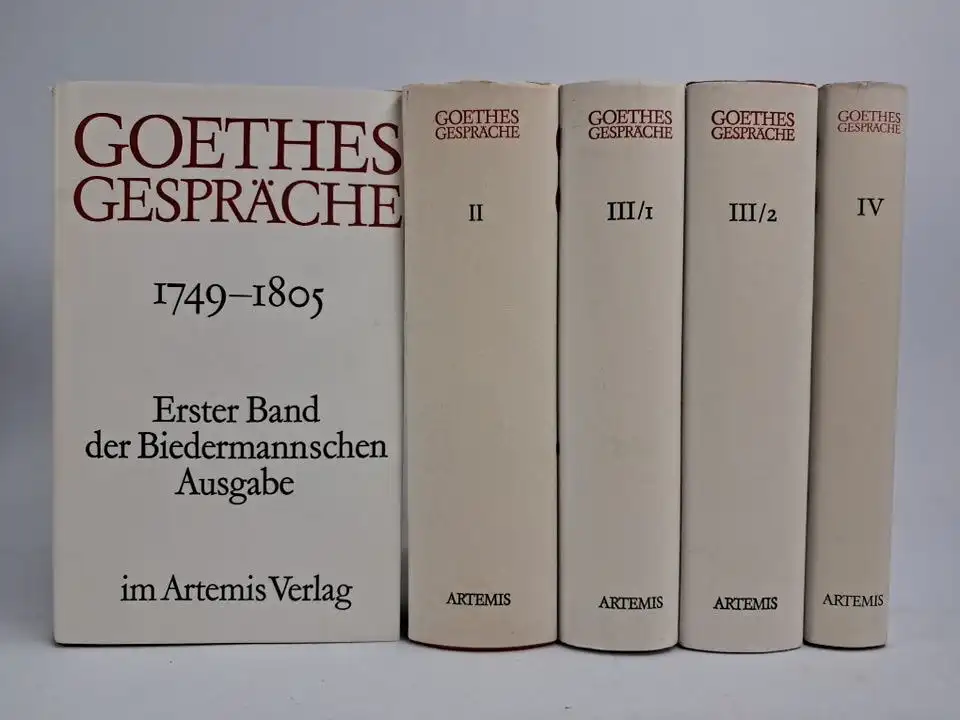 GOETHES
GESPRÄCHE
1749–1805
Erster Band
der Biedermannschen
Ausgabe
im Artemis Verlag
GOETHES
GESPRÄCHE
II
ARTEMIS
GOETHES
GESPRÄCHE
III/1
ARTEMIS
GOETHES
GESPRÄCHE
III/2
ARTEMIS
GOETHES
GESPRÄCHE
IV
ARTEMIS